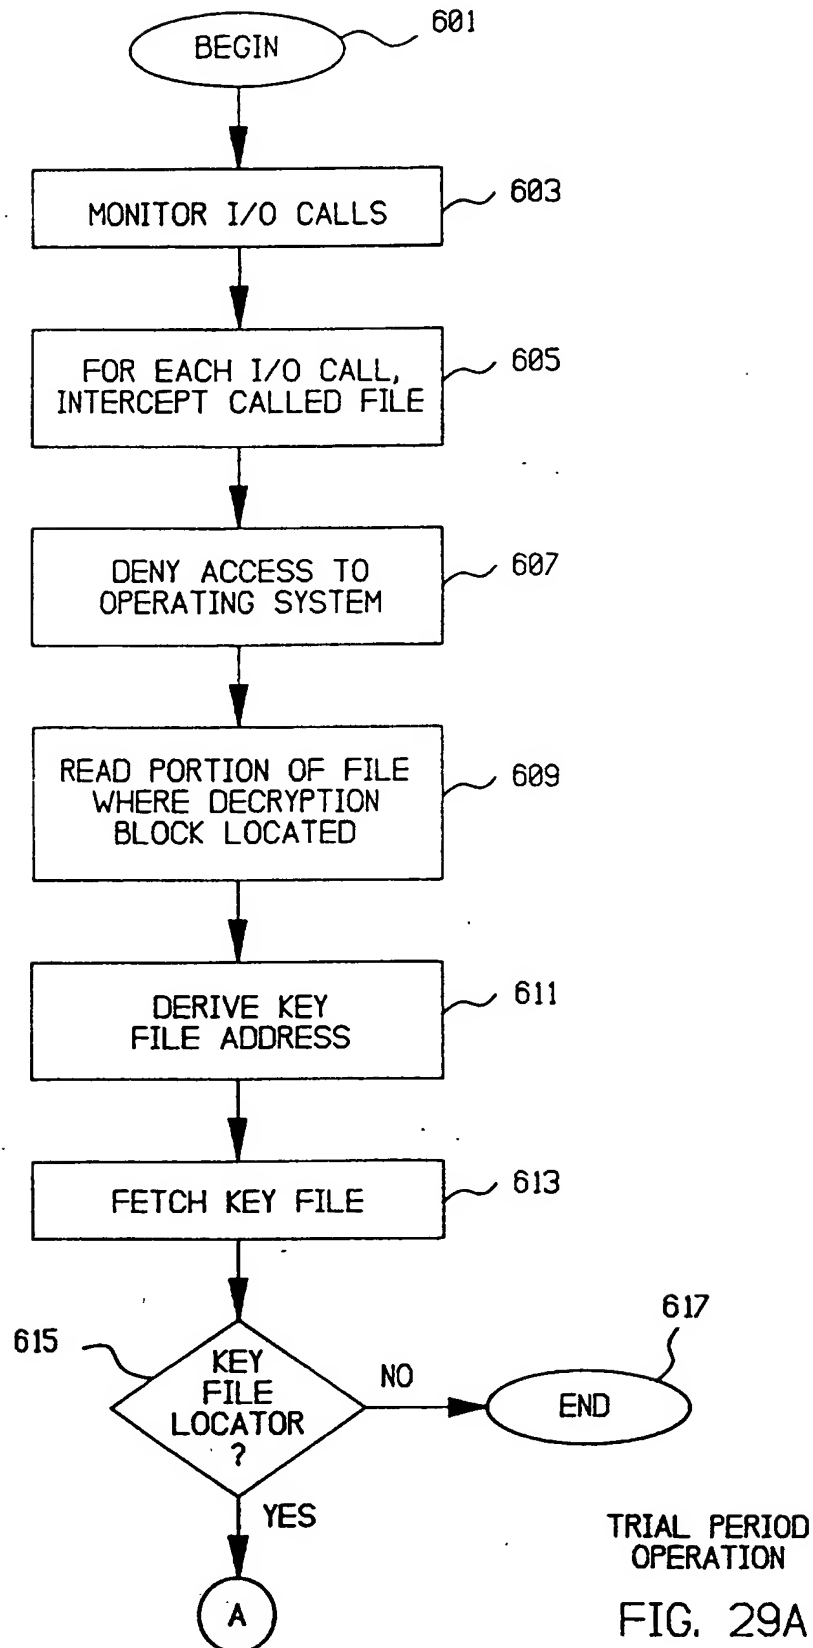 BEGIN
601
MONITOR I/O CALLS
603
FOR EACH I/O CALL,
INTERCEPT CALLED FILE
605
DENY ACCESS TO
OPERATING SYSTEM
607
READ PORTION OF FILE
WHERE DECRYPTION
BLOCK LOCATED
609
DERIVE KEY
FILE ADDRESS
611
FETCH KEY FILE
613
615
KEY
FILE
LOCATOR
?
NO
617
END
YES
A
TRIAL PERIOD
OPERATION
FIG. 29A